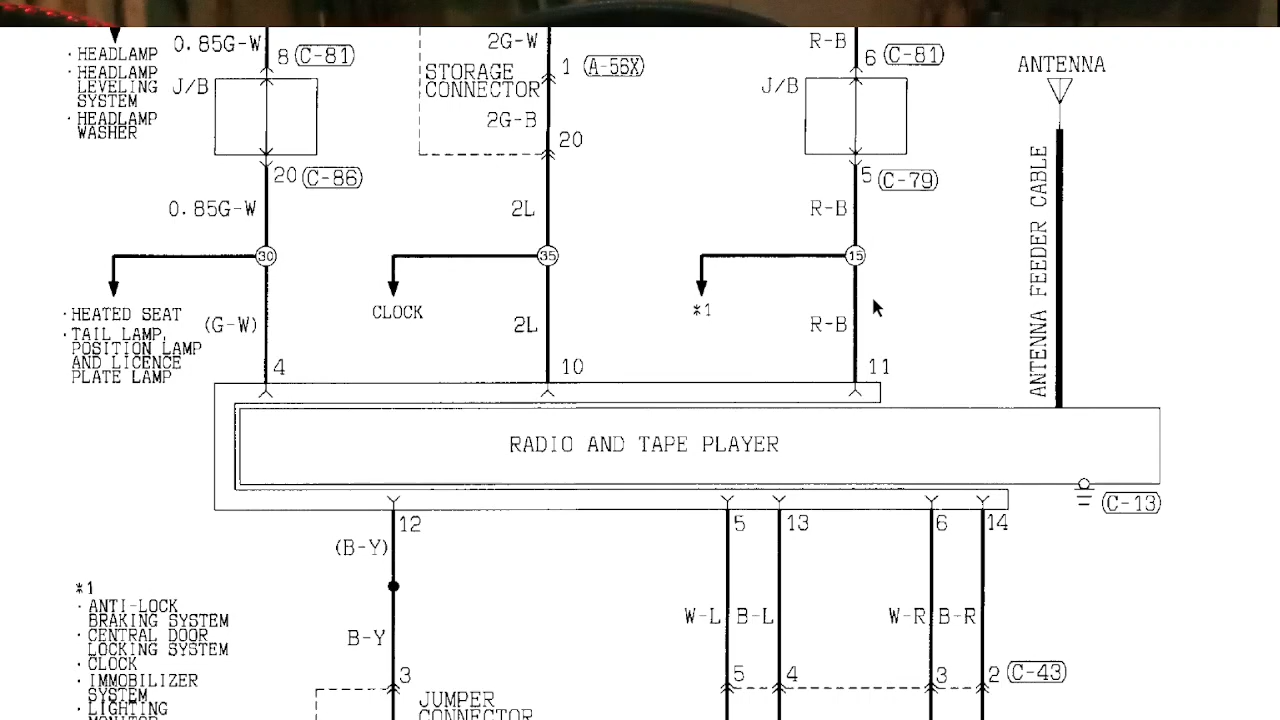 0.85G-W
8 (C-81)
2G-W
R-B
6 (C-81)
· HEADLAMP
· HEADLAMP
LEVELING
SYSTEM
· HEADLAMP
WASHER
J/B
STORAGE
CONNECTOR
1 (A-56X)
J/B
ANTENNA
2G-B
20
20 (C-86)
5 (C-79)
0.85G-W
2L
R-B
ANTENNA FEEDER CABLE
30
35
15
· HEATED SEAT
· TAIL LAMP,
POSITION LAMP
AND LICENCE
PLATE LAMP
(G-W)
CLOCK
2L
*1
R-B
4
10
11
RADIO AND TAPE PLAYER
(C-13)
12
5
13
6
14
(B-Y)
*1
· ANTI-LOCK
BRAKING SYSTEM
· CENTRAL DOOR
LOCKING SYSTEM
· CLOCK
· IMMOBILIZER
SYSTEM
· LIGHTING
MONITOR
B-Y
W-L
B-L
W-R
B-R
3
5
4
3
2 (C-43)
JUMPER
CONNECTOR